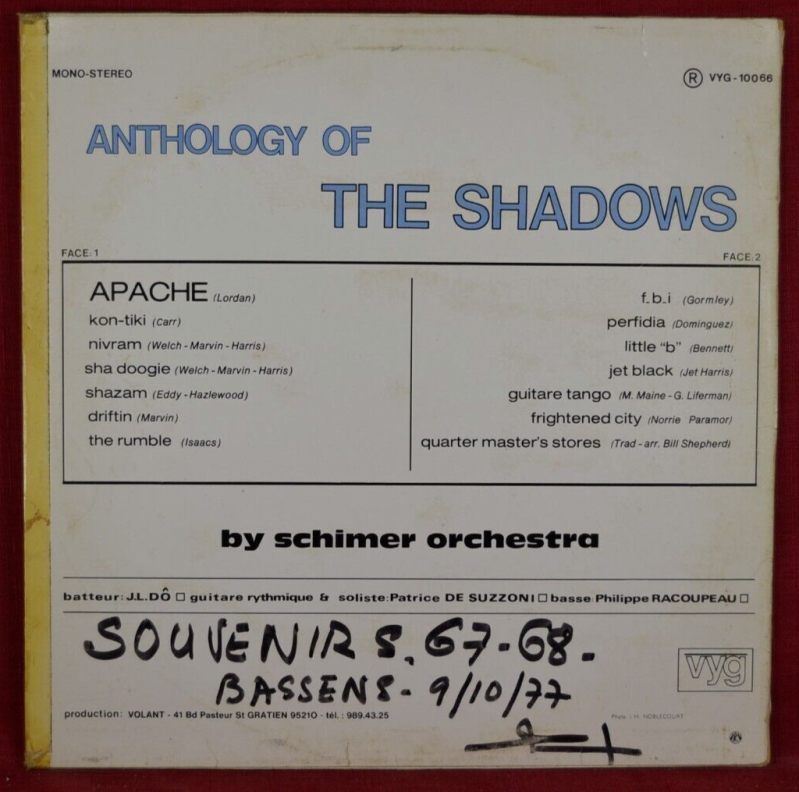 MONO-STEREO
Ⓡ VYG-10066
ANTHOLOGY OF
THE SHADOWS
FACE:1
FACE:2
APACHE (Lordan)
kon-tiki (Carr)
nivram (Welch - Marvin - Harris)
sha doogie (Welch - Marvin - Harris)
shazam (Eddy - Hazlewood)
driftin (Marvin)
the rumble (Isaacs)
f.b.i (Gormley)
perfidia (Dominguez)
little "b" (Bennett)
jet black (Jet Harris)
guitare tango (M. Maine - G. Liferman)
frightened city (Norrie Paramor)
quarter master's stores (Trad - arr. Bill Shepherd)
by schimer orchestra
batteur: J.L.DÔ □ guitare rythmique & soliste: Patrice DE SUZZONI □ basse: Philippe RACOUPEAU □
SOUVENIRS. 67-68.
BASSENS - 9/10/77
vyg
production: VOLANT - 41 Bd Pasteur St GRATIEN 95210 - tél.: 989.43.25
Photo: H. NOBLECOURT